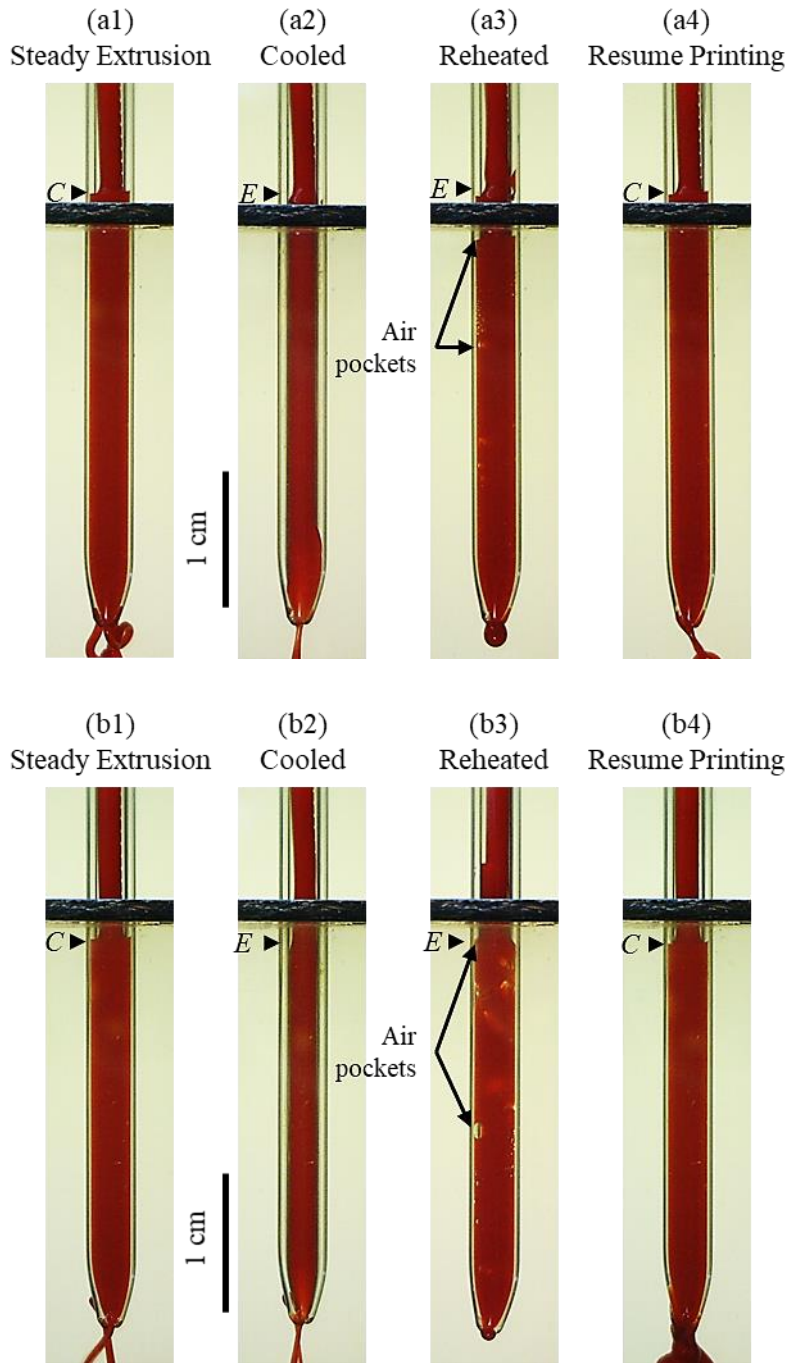 (a1)
Steady Extrusion
(a2)
Cooled
(a3)
Reheated
(a4)
Resume Printing
C
E
E
C
Air
pockets
1 cm
(b1)
Steady Extrusion
(b2)
Cooled
(b3)
Reheated
(b4)
Resume Printing
C
E
E
C
Air
pockets
1 cm